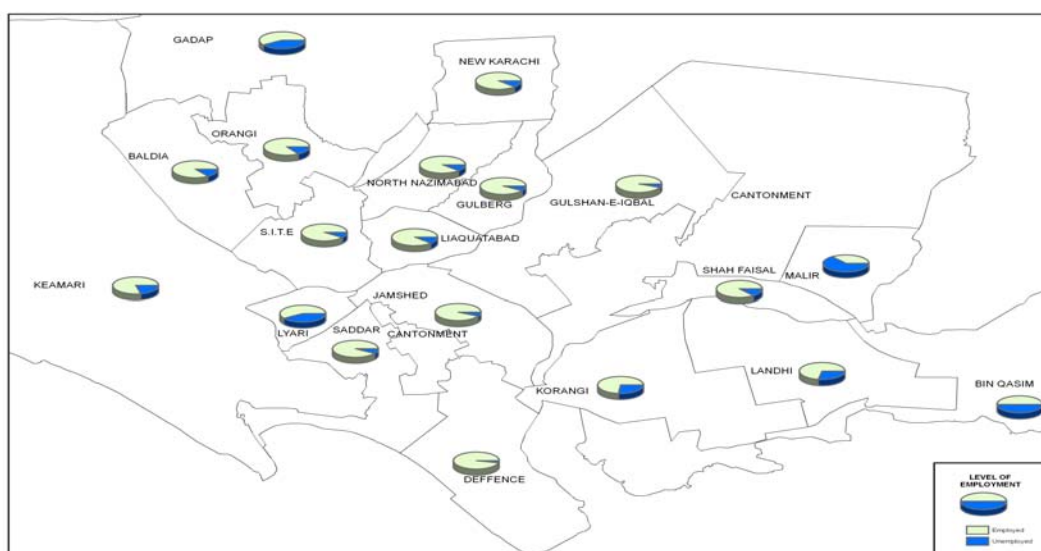 GADAP
NEW KARACHI
ORANGI
BALDIA
NORTH NAZIMABAD
GULBERG
GULSHAN-E-IQBAL
CANTONMENT
S.I.T.E
LIAQUATABAD
SHAH FAISAL
MALIR
KEAMARI
JAMSHED
LYARI
SADDAR
CANTONMENT
KORANGI
LANDHI
BIN QASIM
DEFFENCE
LEVEL OF
EMPLOYMENT
Employed
Unemployed